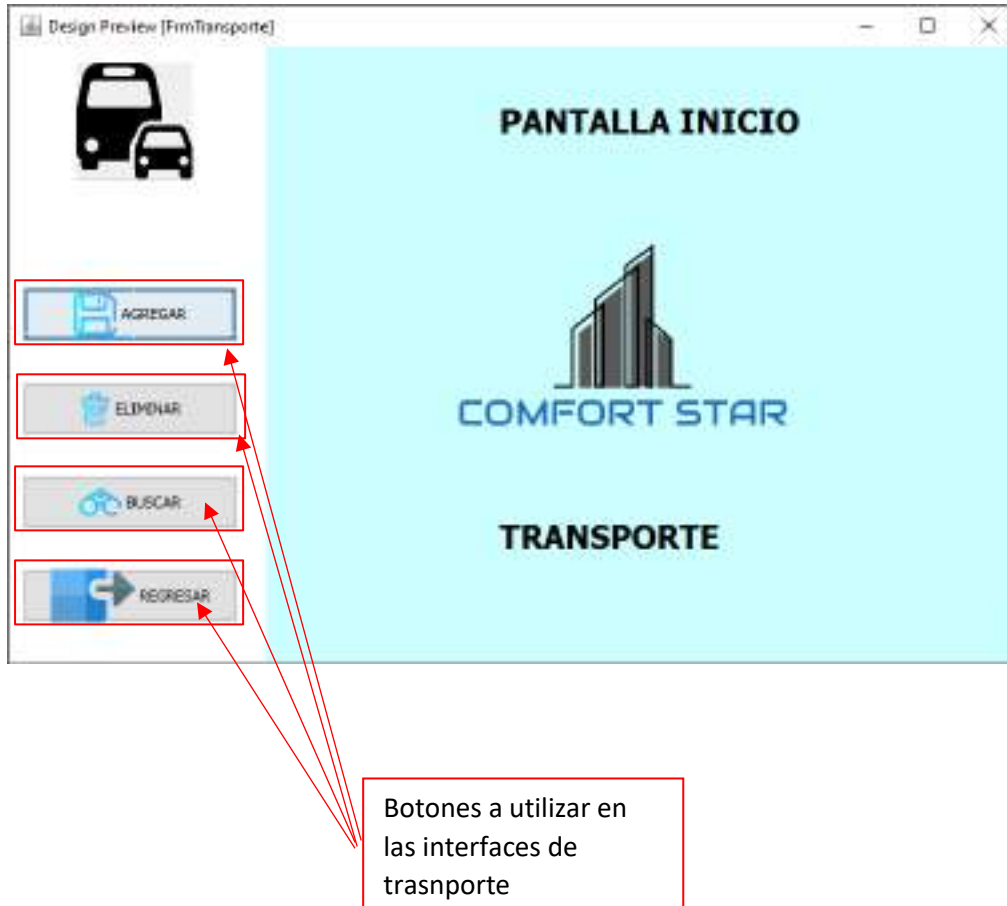 Design Preview [FrmTransporte]
PANTALLA INICIO
AGREGAR
ELIMINAR
COMFORT STAR
BUSCAR
TRANSPORTE
REGRESAR
Botones a utilizar en
las interfaces de
trasnporte